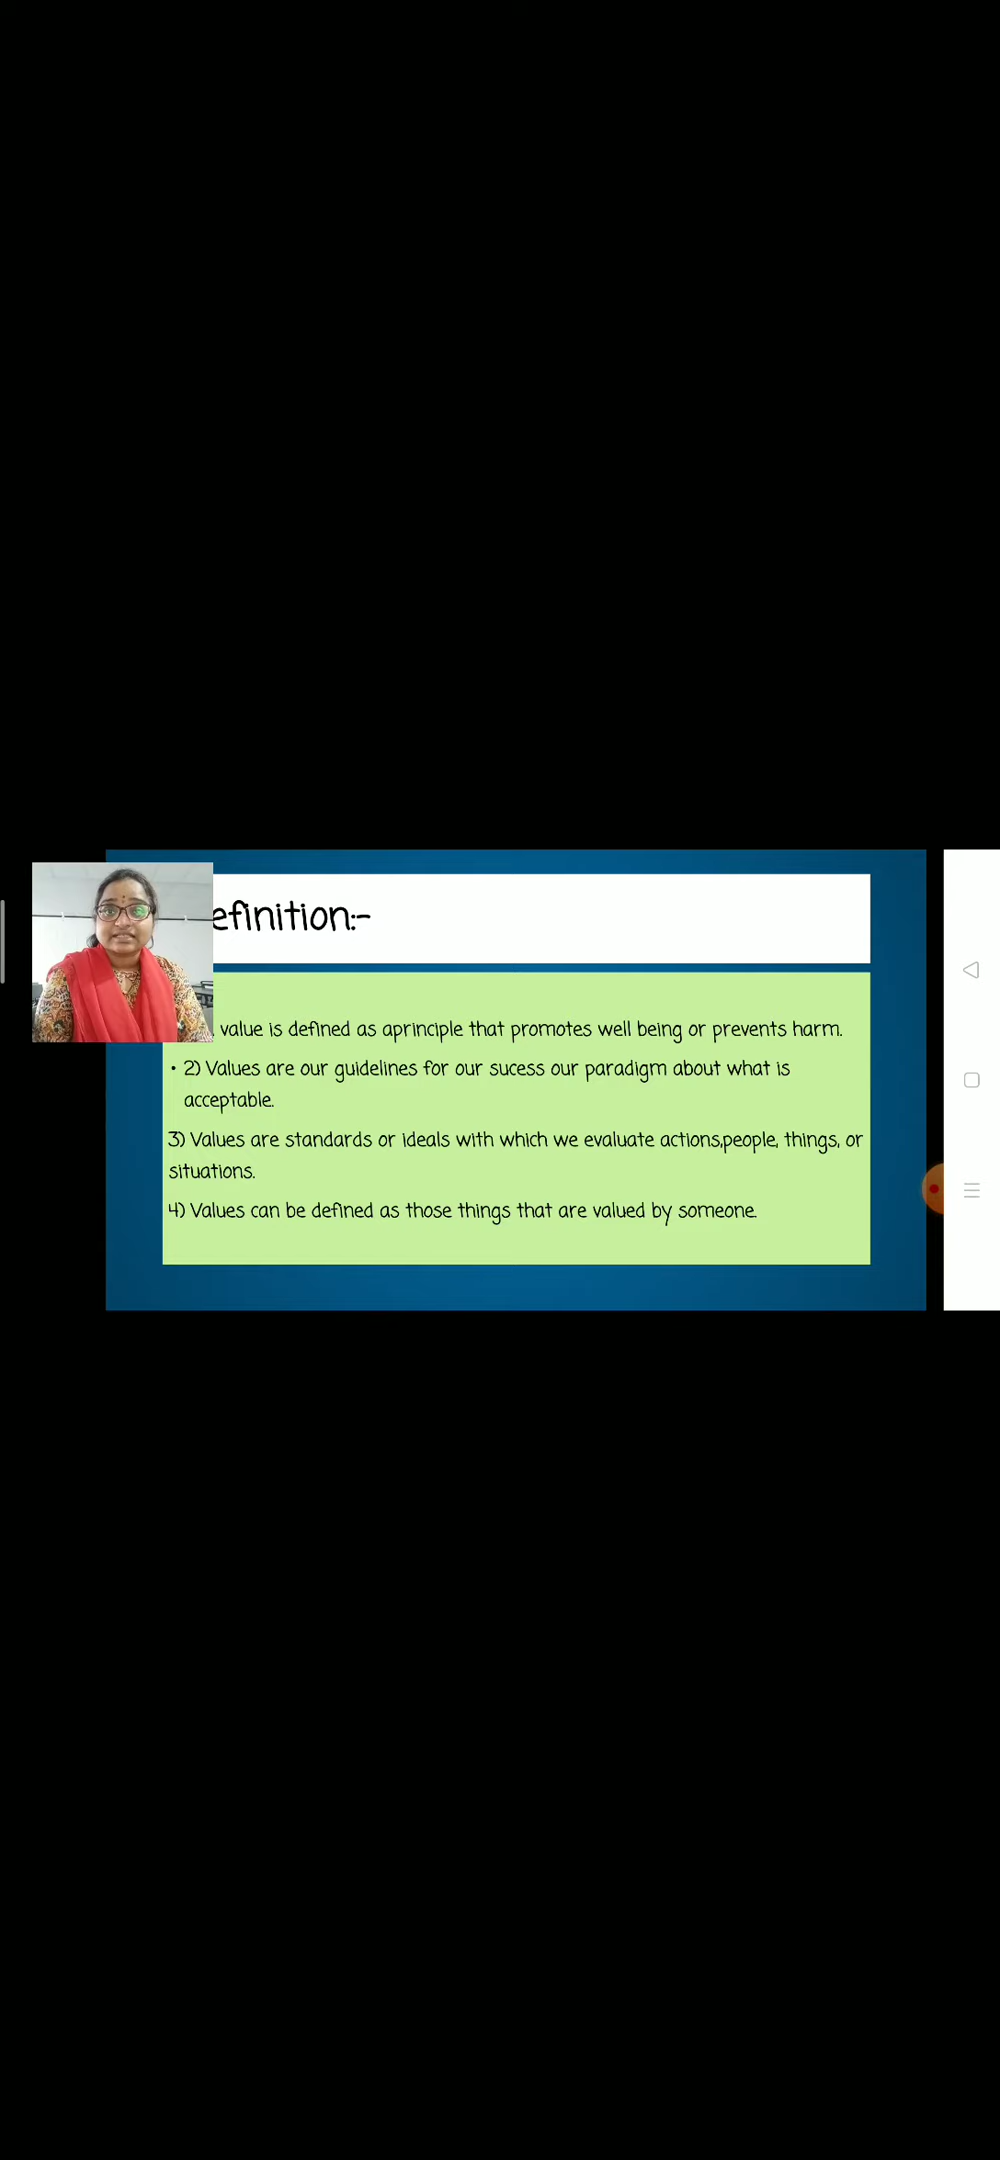 efinition:-
value is defined as aprinciple that promotes well being or prevents harm.
• 2) Values are our guidelines for our sucess our paradigm about what is
acceptable.
3) Values are standards or ideals with which we evaluate actions,people, things, or
situations.
4) Values can be defined as those things that are valued by someone.